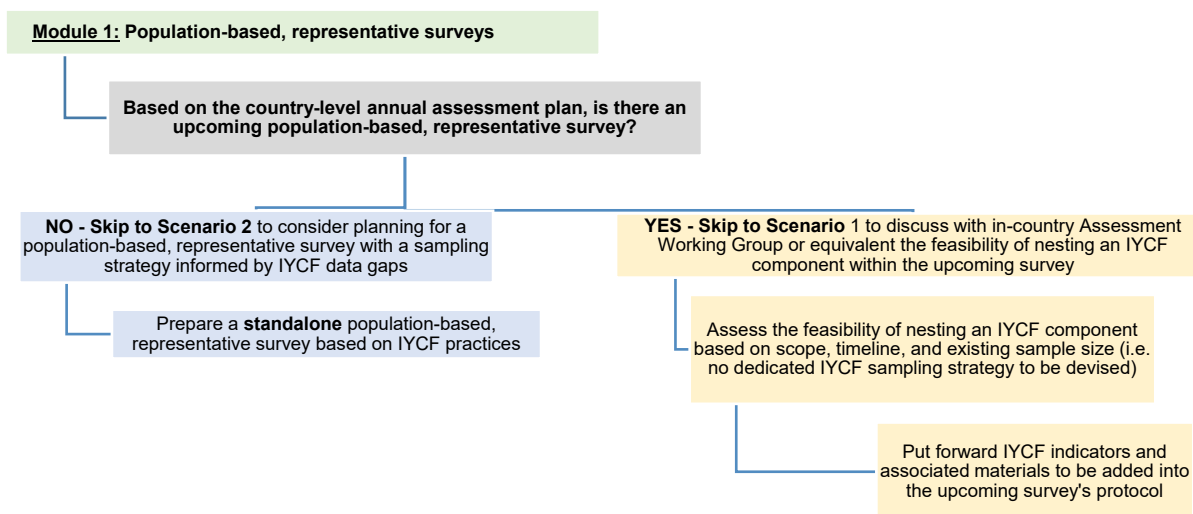 Module 1: Population-based, representative surveys
Based on the country-level annual assessment plan, is there an
upcoming population-based, representative survey?
NO - Skip to Scenario 2 to consider planning for a
population-based, representative survey with a sampling
strategy informed by IYCF data gaps
Prepare a standalone population-based,
representative survey based on IYCF practices
YES - Skip to Scenario 1 to discuss with in-country Assessment
Working Group or equivalent the feasibility of nesting an IYCF
component within the upcoming survey
Assess the feasibility of nesting an IYCF component
based on scope, timeline, and existing sample size (i.e.
no dedicated IYCF sampling strategy to be devised)
Put forward IYCF indicators and
associated materials to be added into
the upcoming survey's protocol